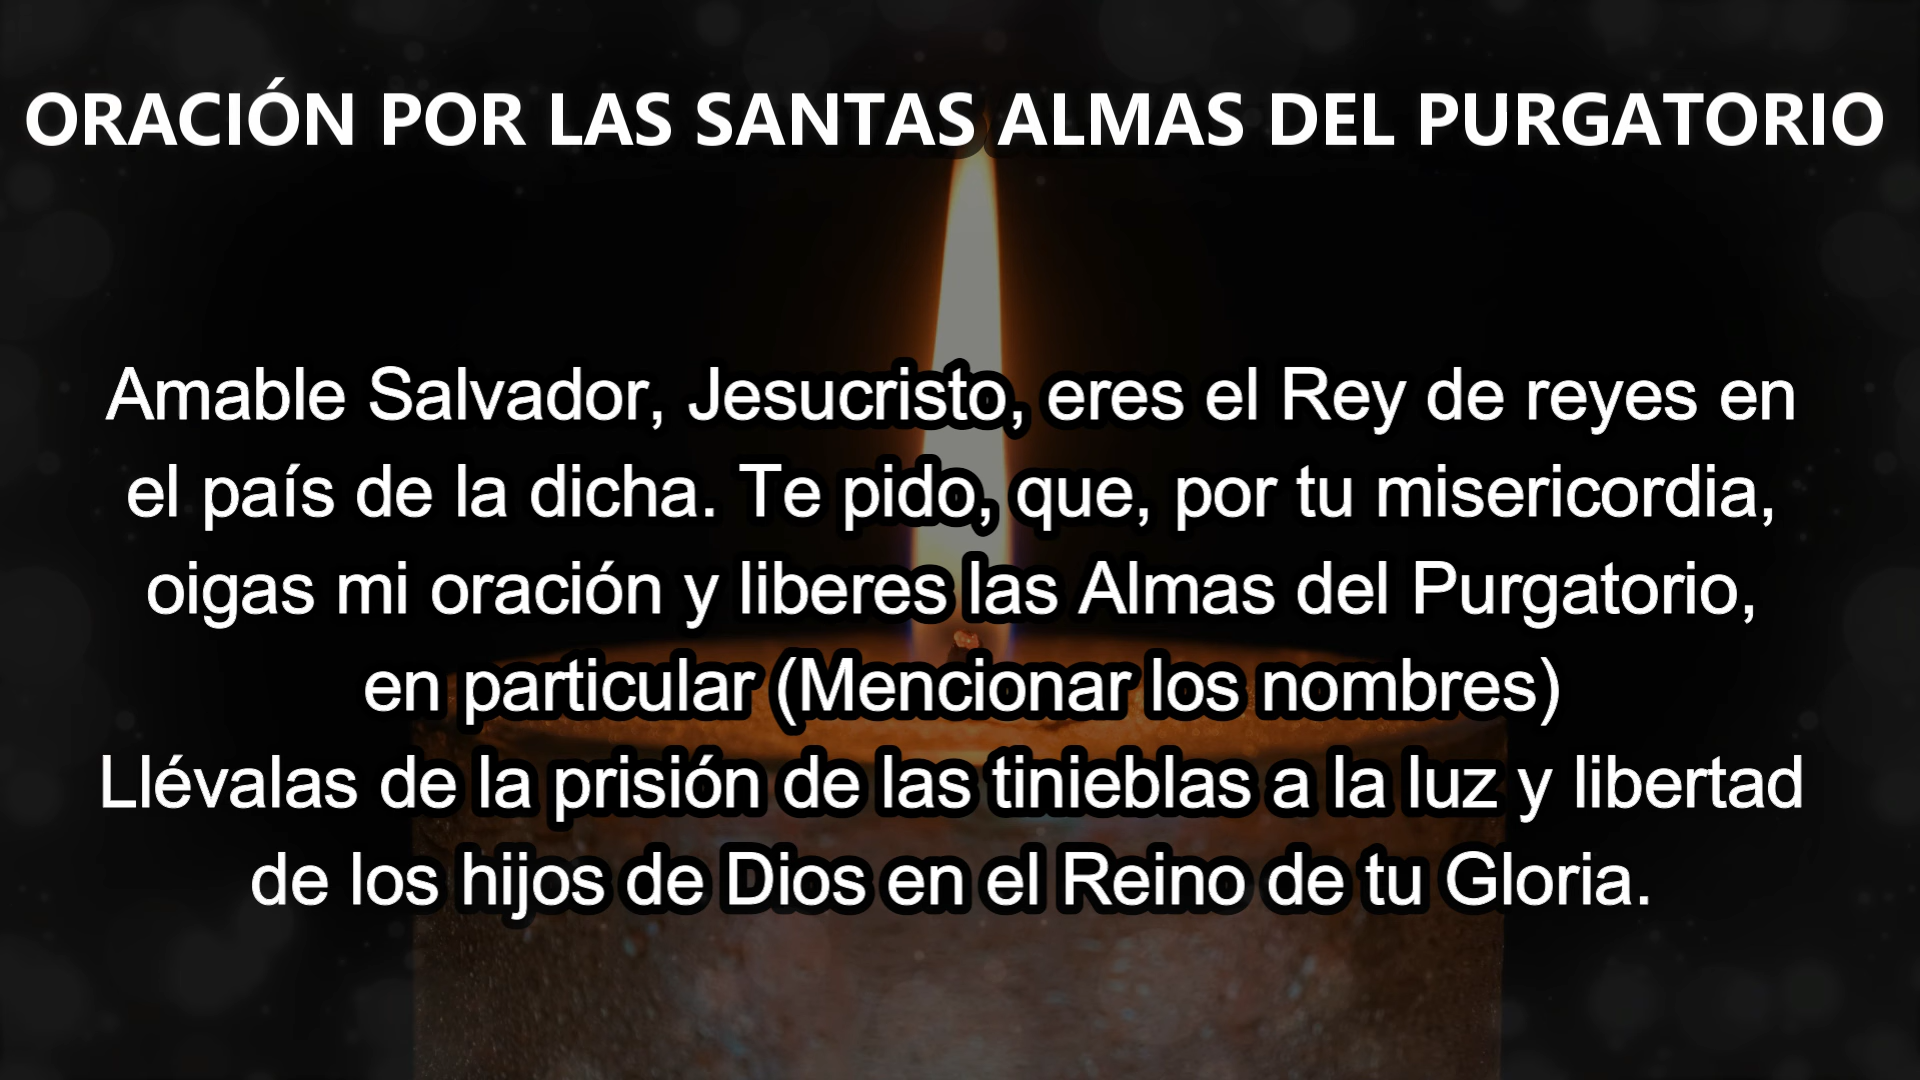 ORACIÓN POR LAS SANTAS ALMAS DEL PURGATORIO
Amable Salvador, Jesucristo, eres el Rey de reyes en
el país de la dicha. Te pido, que, por tu misericordia,
oigas mi oración y liberes las Almas del Purgatorio,
en particular (Mencionar los nombres)
Llévalas de la prisión de las tinieblas a la luz y libertad
de los hijos de Dios en el Reino de tu Gloria.